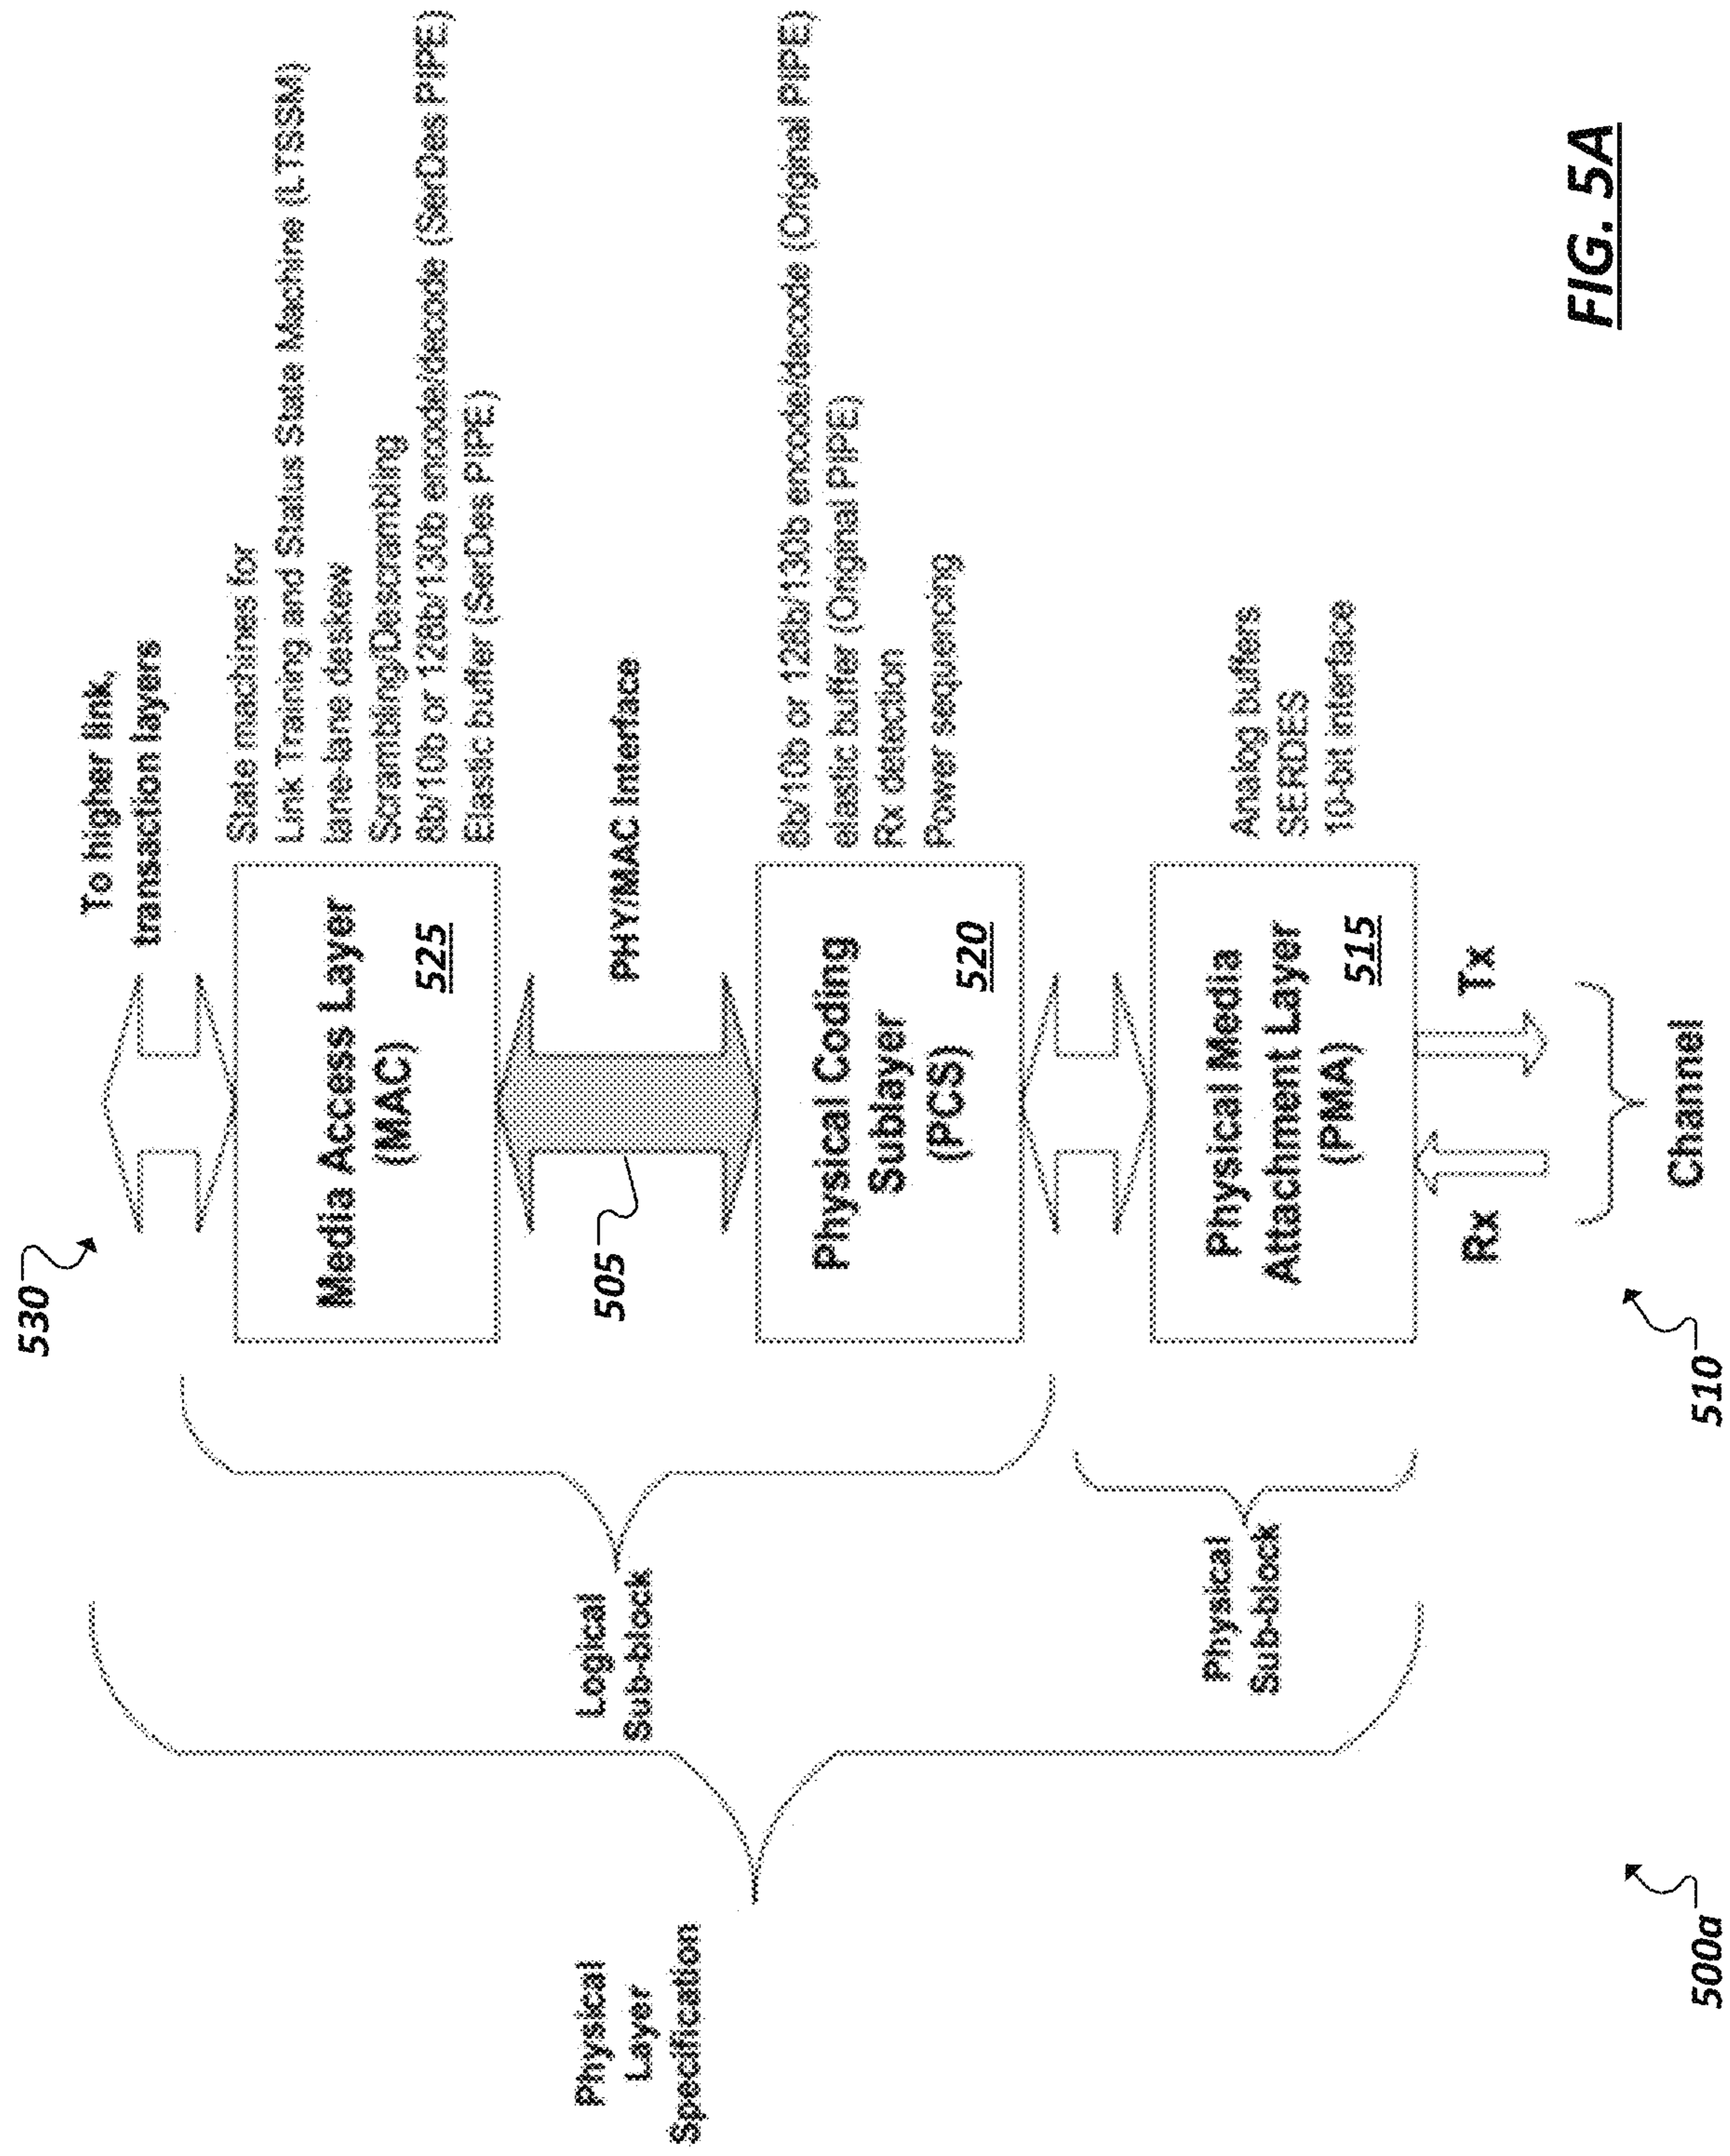 530
To higher link,
transaction layers
Media Access Layer
(MAC)
525
State machines for
Link Training and Status State Machine (LTSSM)
lane-lane deskew
Scrambling/Descrambling
8b/10b or 128b/130b encode/decode (SerDes PIPE)
Elastic buffer (SerDes PIPE)
505
PHY/MAC Interface
Physical
Layer
Specification
Logical
Sub-block
Physical Coding
Sublayer
(PCS)
520
8b/10b or 128b/130b encode/decode (Original PIPE)
elastic buffer (Original PIPE)
Rx detection
Power sequencing
Physical
Sub-block
Physical Media
Attachment Layer
(PMA)
515
Analog buffers
SERDES
10-bit interface
Rx
Tx
Channel
510
500a
FIG. 5A